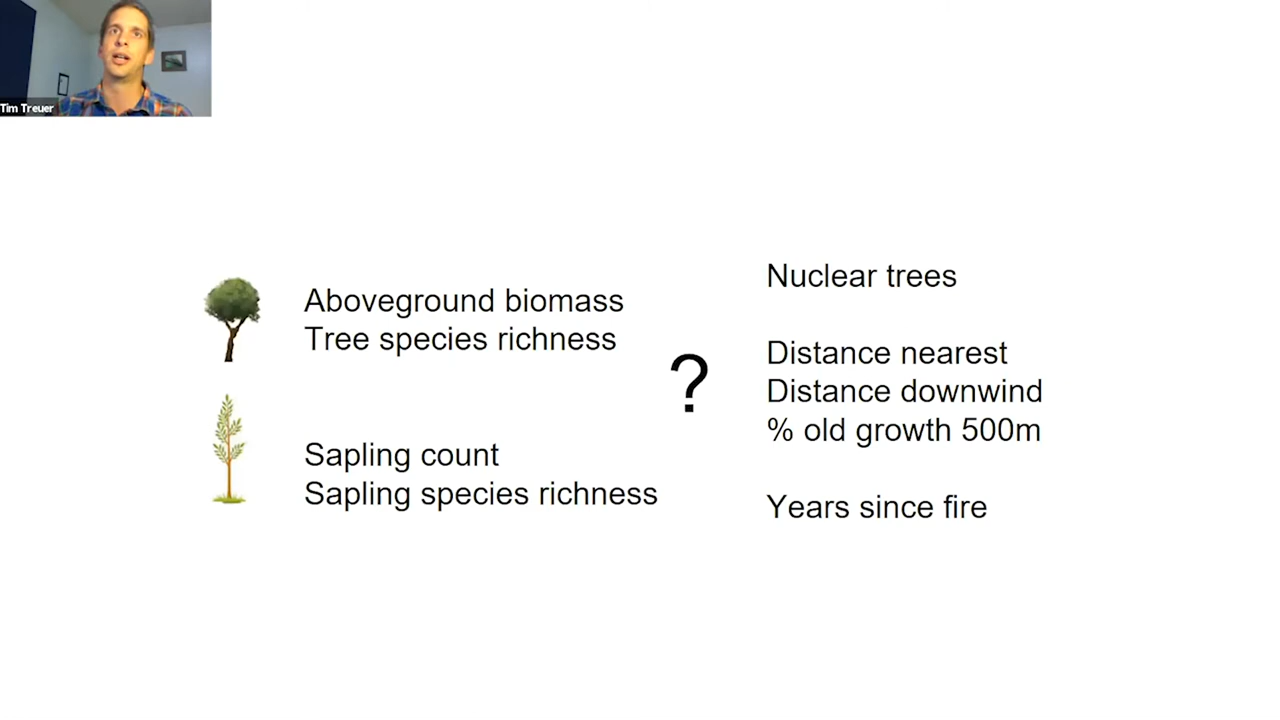 Tim Treuer
Aboveground biomass
Tree species richness
Sapling count
Sapling species richness
?
Nuclear trees
Distance nearest
Distance downwind
% old growth 500m
Years since fire